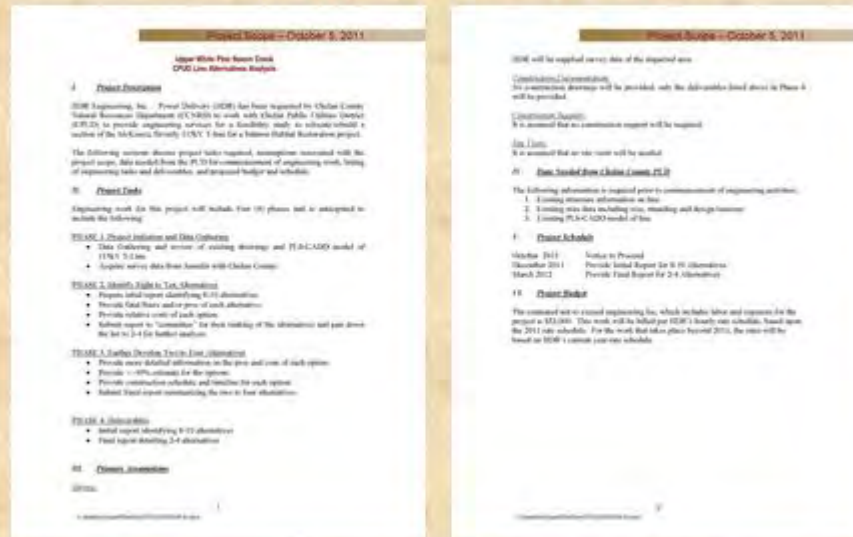 Project Scope – October 5, 2011
Upper White Pine Reach
CPUD Line Alternatives Analysis
I. Project Description
HDR Engineering, Inc. Power Delivery (HDR) has been requested by Chelan County
Natural Resources Department (CCNRD) to work with Chelan Public Utilities District
(CPUD) to provide engineering services for a feasibility study to relocate/rebuild a
section of the McKenzie Beverly 115kV T-line for a Salmon Habitat Restoration project.
The following sections discuss project tasks required, assumptions associated with the
project scope, data needed from the PUD for commencement of engineering work, listing
of engineering tasks and deliverables, and proposed budget and schedule.
II. Project Tasks
Engineering work for this project will include four (4) phases and is anticipated to
include the following:
PHASE 1. Project Initiation and Data Gathering
• Data Gathering and review of existing drawings and PLS-CADD model of
115kV T-Line
• Acquire survey data from with Chelan County
PHASE 2. Identify Eight to Ten Alternatives
• Prepare initial report identifying 8-10 alternatives
• Provide and/or pros of each alternative
• Provide relative costs of each option
• Submit report to "committee" for their ranking of the alternatives and pare down
the list to 2-4 for further analysis
PHASE 3. Further Develop Two to Four Alternatives
• Provide more detailed information on the pros and cons of each option
• Provide estimate for the options
• Provide construction schedule and timeline for each option
• Submit final report summarizing the two to four alternatives
PHASE 4. Deliverables
• Initial report identifying 8-10 alternatives
• Final report detailing 2-4 alternatives
III. Primary Assumptions
Survey:
1
Project Scope – October 5, 2011
HDR will be supplied survey data of the impacted area.
Construction Documentation:
No construction drawings will be provided, only the deliverables listed above in Phase 4
will be provided.
Construction Support:
It is assumed that no construction support will be required.
Site Visits:
It is assumed that no site visits will be needed.
IV. Data Needed from Chelan County PUD
The following information is required prior to commencement of engineering activities:
1. Existing structure information on line
2. Existing wire data including size, stranding and design tensions
3. Existing PLS-CADD model of line
V. Project Schedule
October 2011 Notice to Proceed
December 2011 Provide Initial Report for 8-10 Alternatives
March 2012 Provide Final Report for 2-4 Alternatives
VI. Project Budget
The estimated not to exceed engineering fee, which includes labor and expenses for the
project is This work will be billed per HDR's hourly rate schedule, based upon
the 2011 rate schedule. For the work that takes place beyond 2011, the rates will be
based on HDR's current year rate schedule.
2